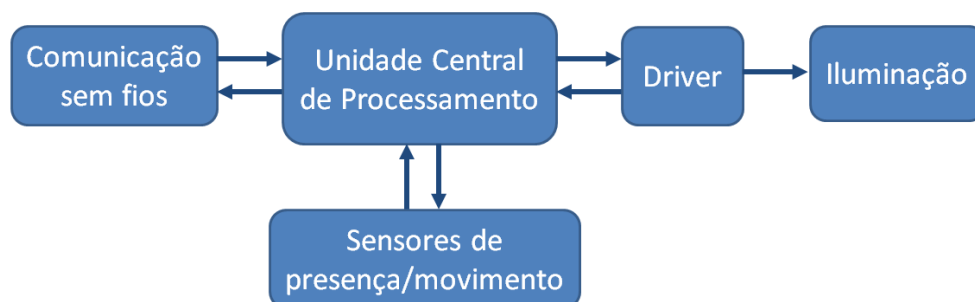 Comunicação
sem fios
Unidade Central
de Processamento
Driver
Iluminação
Sensores de
presença/movimento